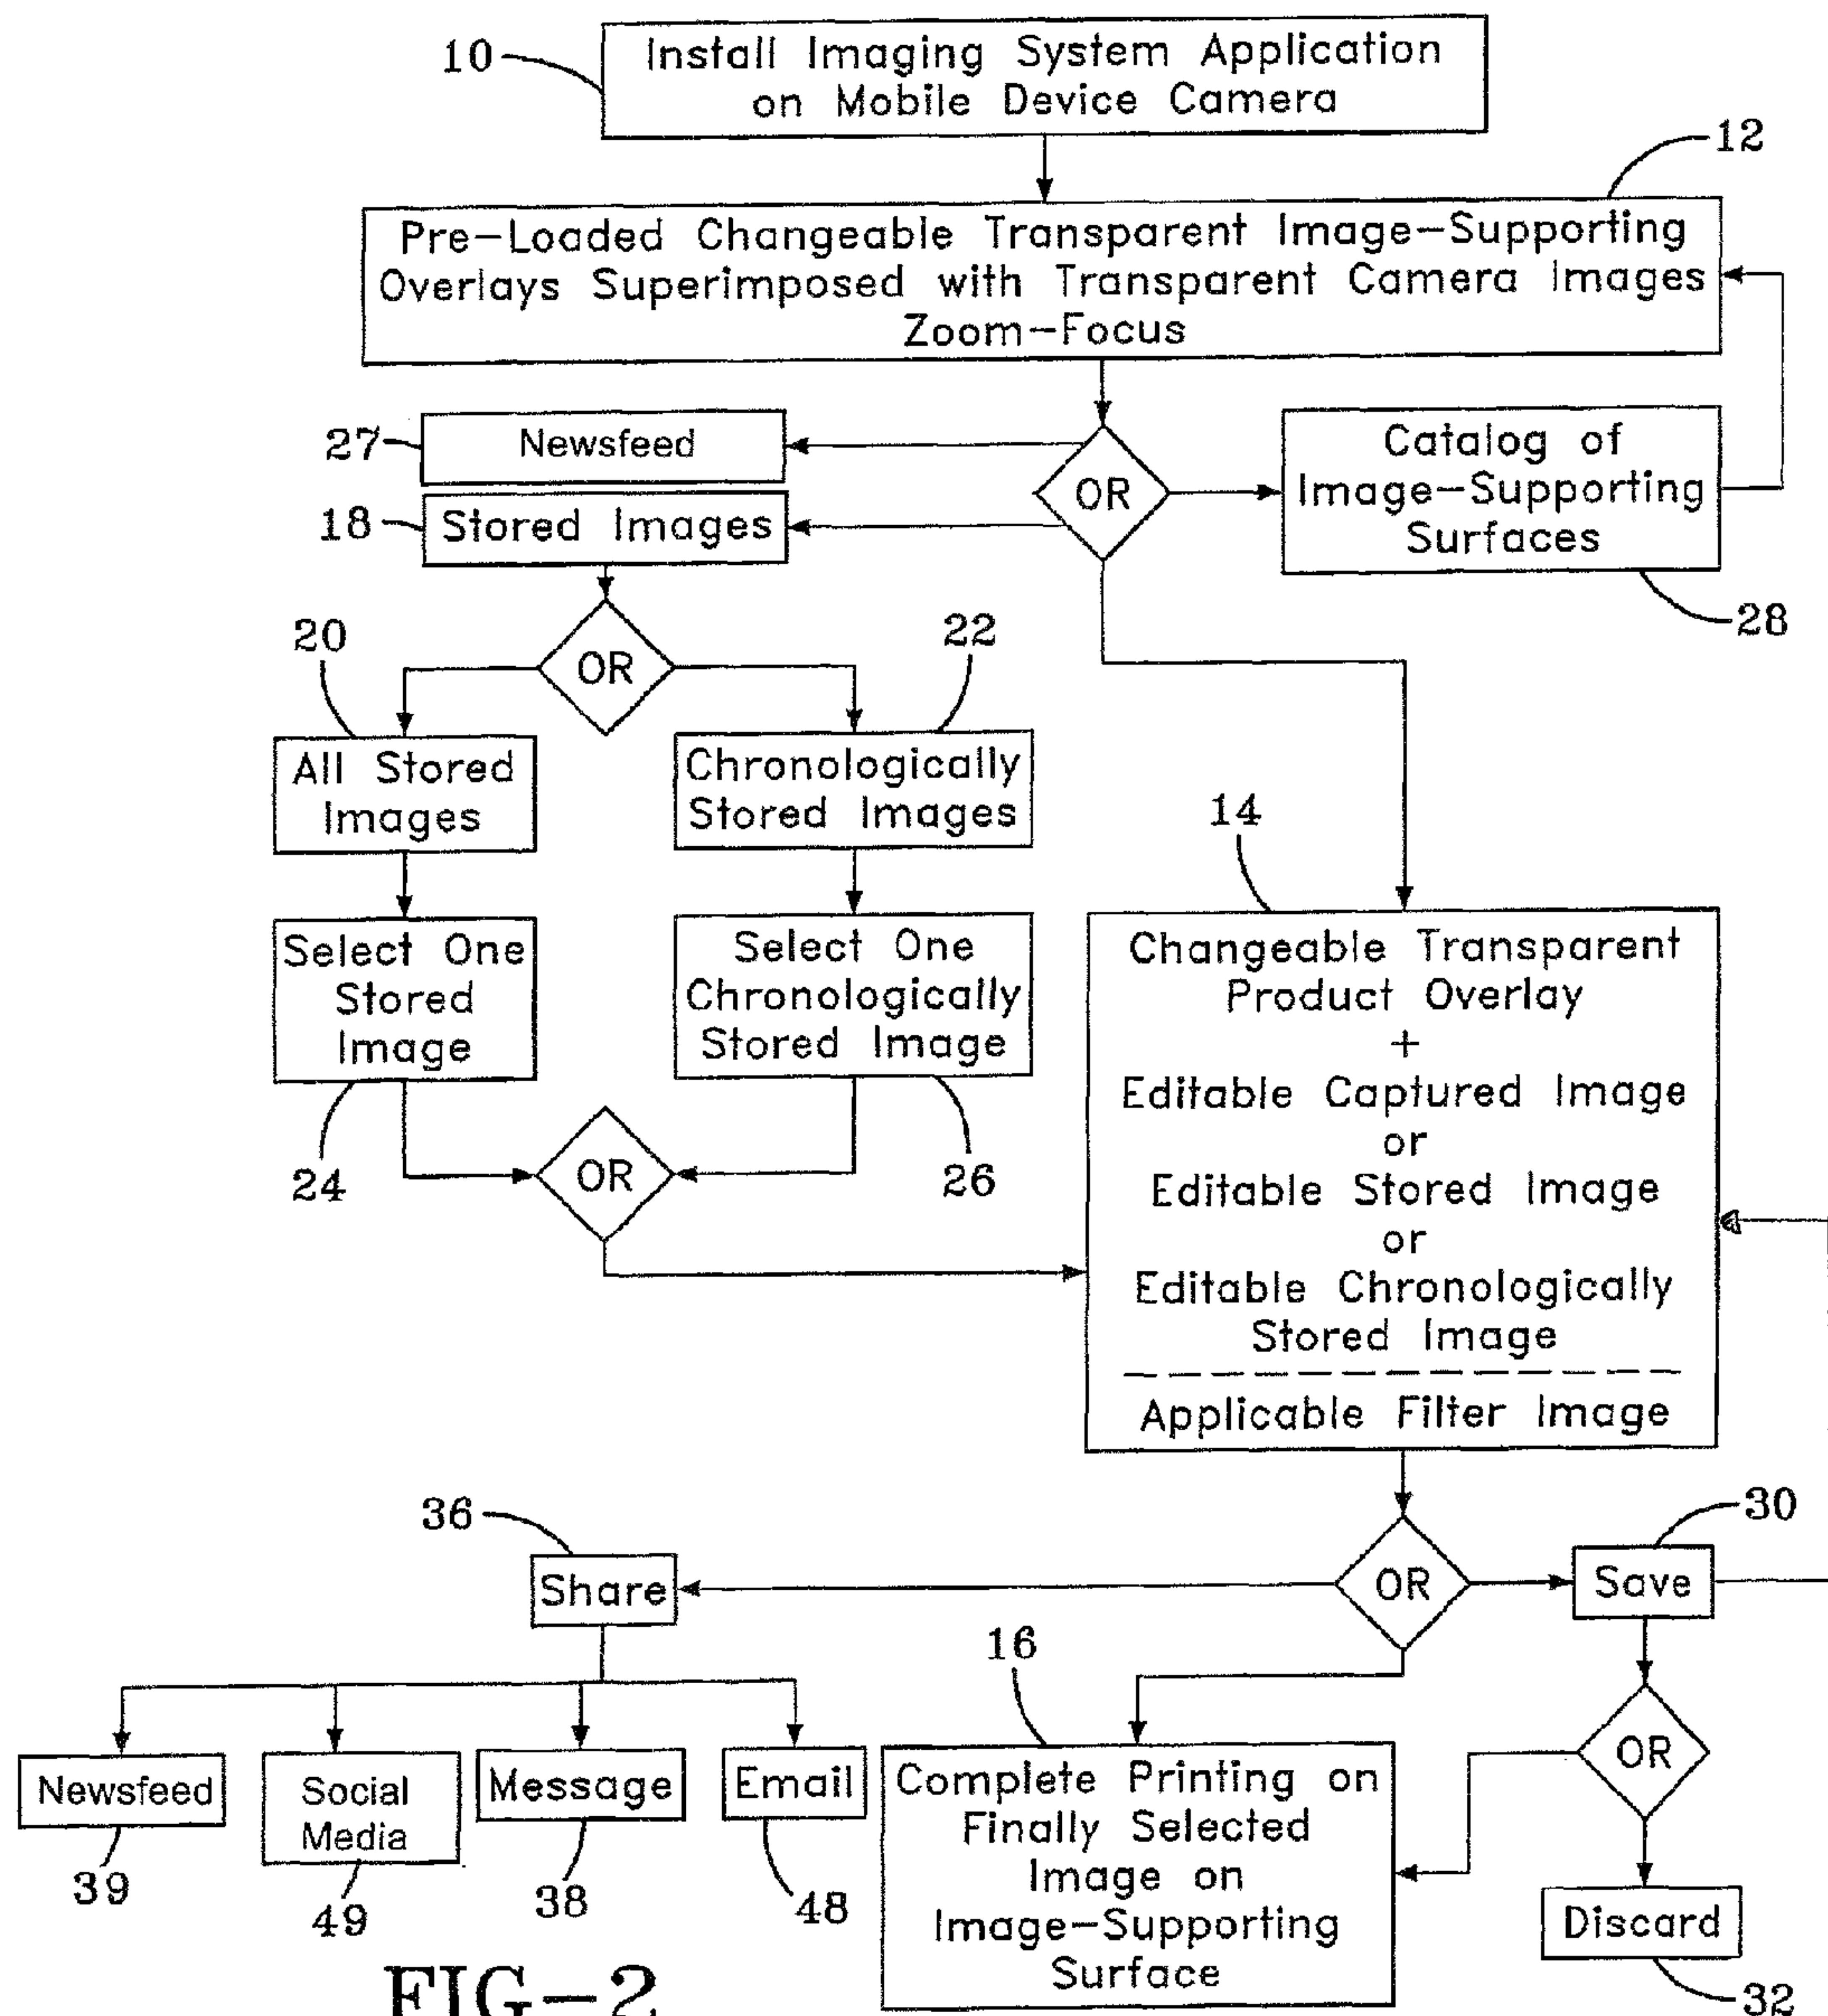 10
Install Imaging System Application
on Mobile Device Camera
12
Pre-Loaded Changeable Transparent Image-Supporting
Overlays Superimposed with Transparent Camera Images
Zoom-Focus
27
Newsfeed
OR
Catalog of
Image-Supporting
Surfaces
28
18
Stored Images
20
OR
22
All Stored
Images
Chronologically
Stored Images
14
Select One
Stored
Image
24
Select One
Chronologically
Stored Image
26
OR
Changeable Transparent
Product Overlay
+
Editable Captured Image
or
Editable Stored Image
or
Editable Chronologically
Stored Image
Applicable Filter Image
36
Share
OR
30
Save
16
Newsfeed
39
Social
Media
49
Message
38
Email
48
Complete Printing on
Finally Selected
Image on
Image-Supporting
Surface
OR
Discard
32
FIG-2